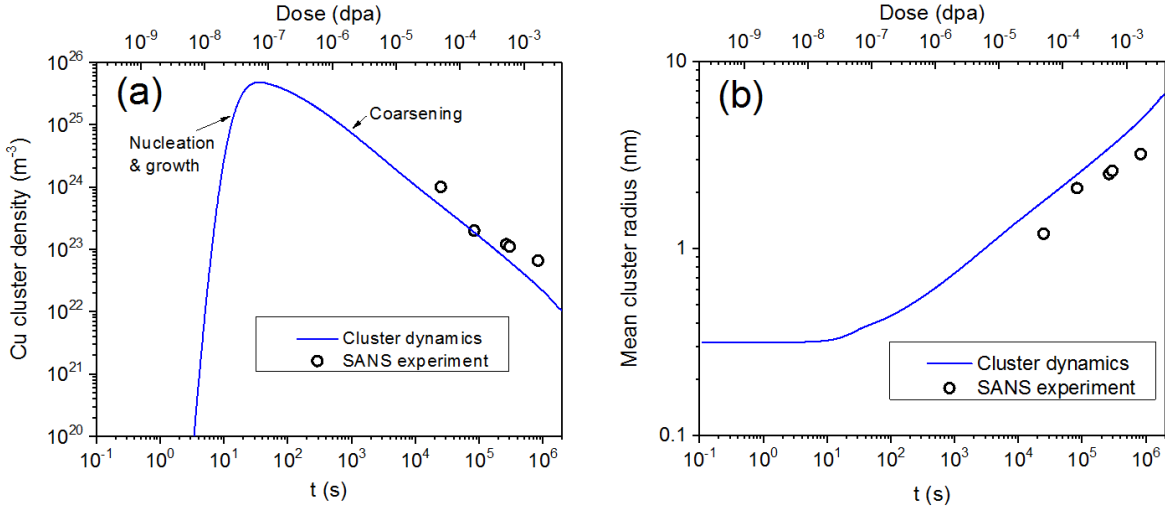 Dose (dpa)
10⁻⁹ 10⁻⁸ 10⁻⁷ 10⁻⁶ 10⁻⁵ 10⁻⁴ 10⁻³
(a)
Nucleation
& growth
Coarsening
Cu cluster density (m⁻³)
10²⁶
10²⁵
10²⁴
10²³
10²²
10²¹
10²⁰
Cluster dynamics
SANS experiment
10⁻¹ 10⁰ 10¹ 10² 10³ 10⁴ 10⁵ 10⁶
t (s)
Dose (dpa)
10⁻⁹ 10⁻⁸ 10⁻⁷ 10⁻⁶ 10⁻⁵ 10⁻⁴ 10⁻³
(b)
Mean cluster radius (nm)
10
1
0.1
Cluster dynamics
SANS experiment
10⁻¹ 10⁰ 10¹ 10² 10³ 10⁴ 10⁵ 10⁶
t (s)